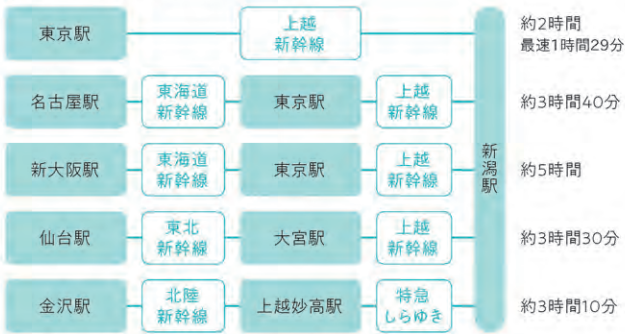 東京駅
上越
新幹線
約2時間
最速1時間29分
名古屋駅
東海道
新幹線
東京駅
上越
新幹線
約3時間40分
新大阪駅
東海道
新幹線
東京駅
上越
新幹線
約5時間
新潟駅
仙台駅
東北
新幹線
大宮駅
上越
新幹線
約3時間30分
金沢駅
北陸
新幹線
上越妙高駅
特急
しらゆき
約3時間10分